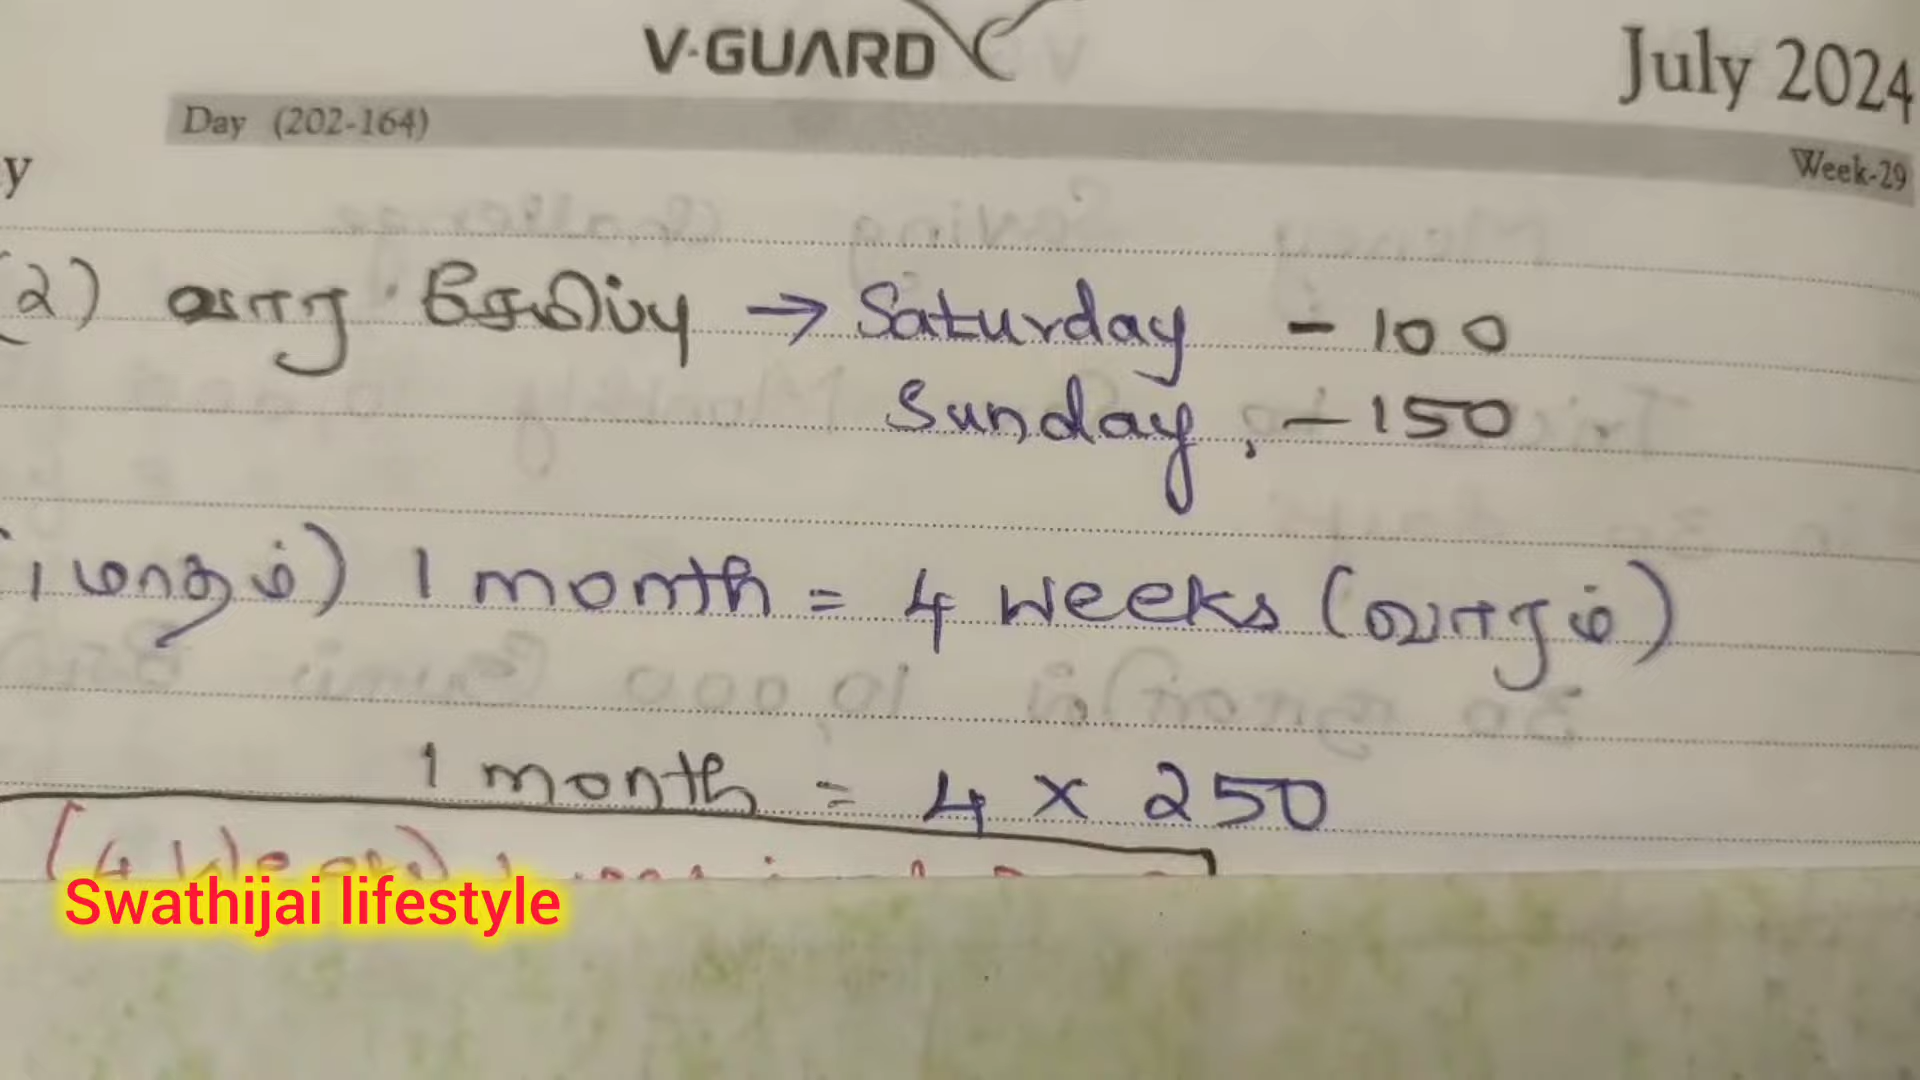 V-GUARD
July 2024
Day (202-164)
Week-29
y
(2) வார சேமிப்பு → Saturday - 100
Sunday, - 150
1 மாதம்) 1 month = 4 weeks (வாரம்)
1 month = 4 x 250
Swathijai lifestyle